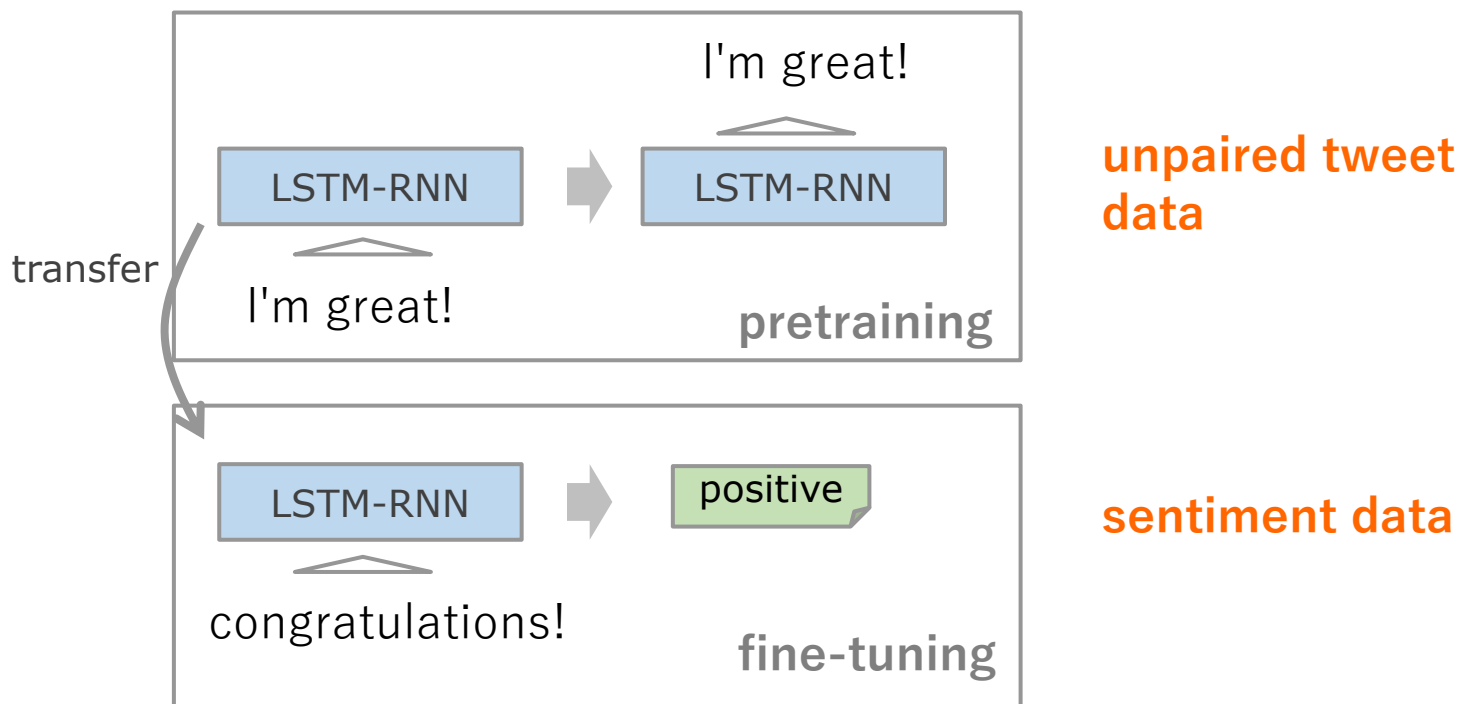 I'm great!
LSTM-RNN
LSTM-RNN
unpaired tweet
data
transfer
I'm great!
pretraining
LSTM-RNN
positive
sentiment data
congratulations!
fine-tuning